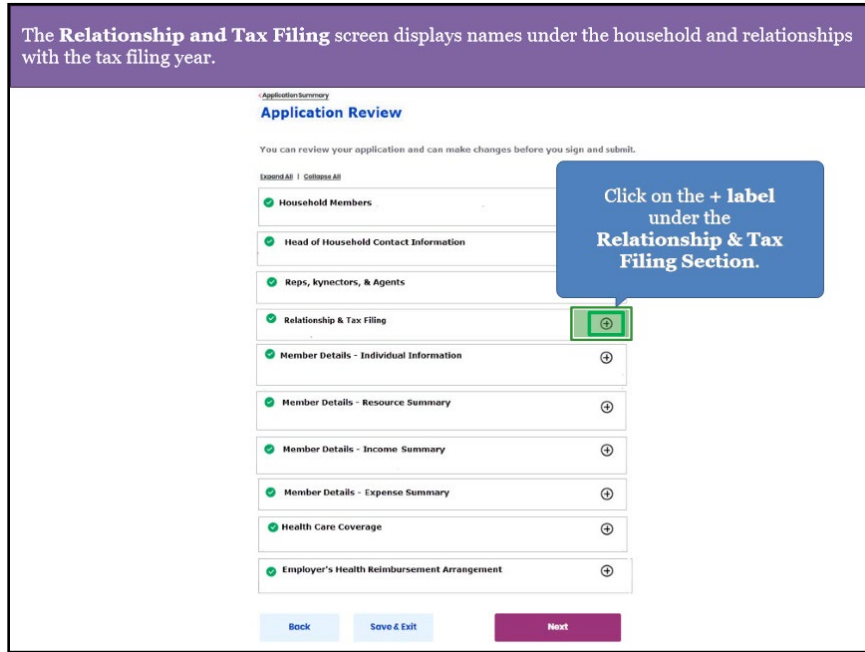 The Relationship and Tax Filing screen displays names under the household and relationships
with the tax filing year.
Application Summary
Application Review
You can review your application and can make changes before you sign and submit.
Expand All | Collapse All
Household Members
Head of Household Contact Information
Reps, kynectors, & Agents
Click on the + label
under the
Relationship & Tax
Filing Section.
Relationship & Tax Filing
Member Details - Individual Information
Member Details - Resource Summary
Member Details - Income Summary
Member Details - Expense Summary
Health Care Coverage
Employer's Health Reimbursement Arrangement
Back Save & Exit Next